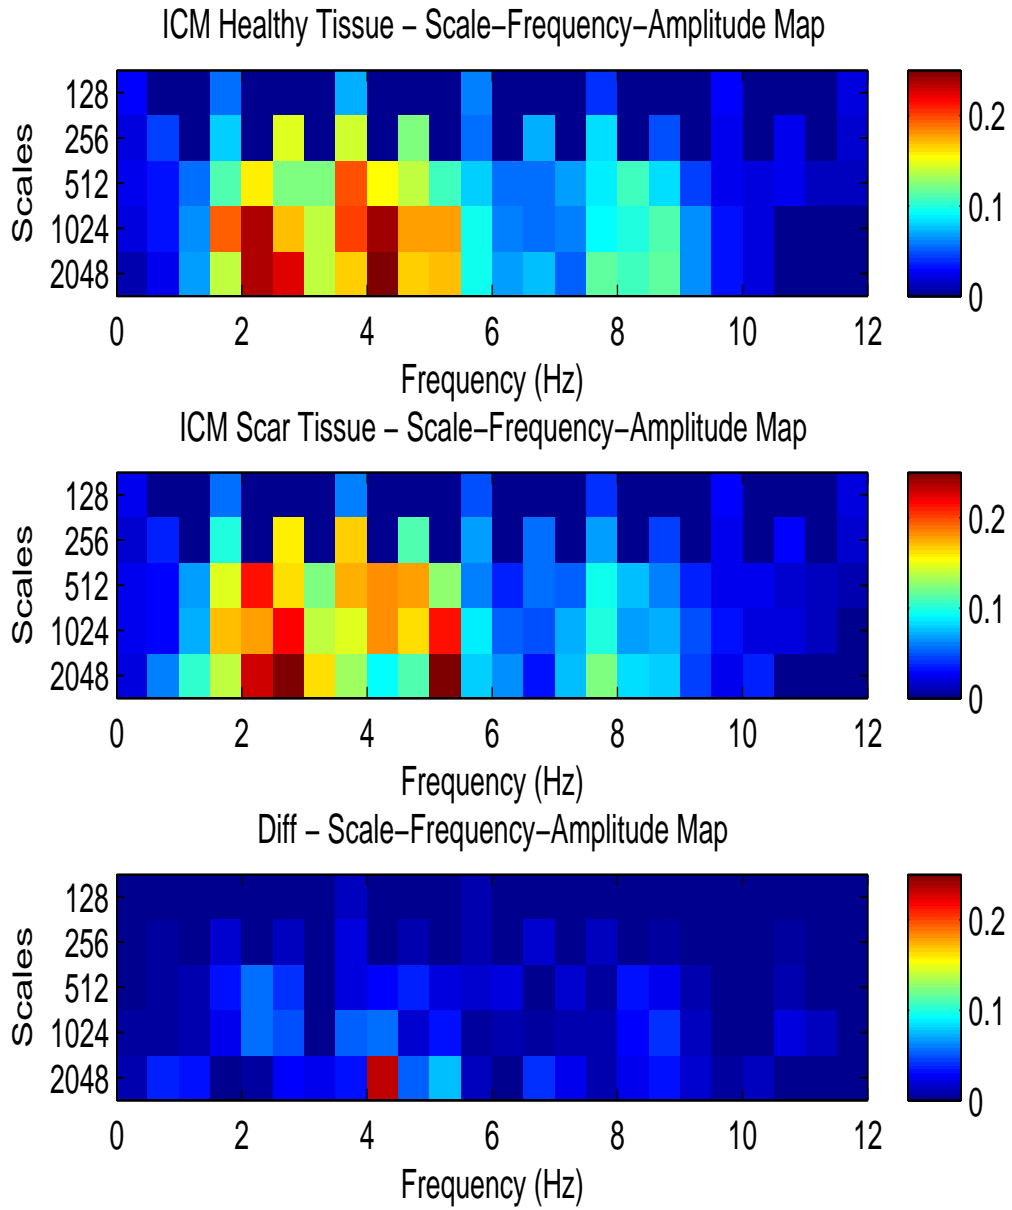 ICM Healthy Tissue – Scale–Frequency–Amplitude Map
Scales
128
256
512
1024
2048
0 2 4 6 8 10 12
Frequency (Hz)
0.2
0.1
0
ICM Scar Tissue – Scale–Frequency–Amplitude Map
Scales
128
256
512
1024
2048
0 2 4 6 8 10 12
Frequency (Hz)
0.2
0.1
0
Diff – Scale–Frequency–Amplitude Map
Scales
128
256
512
1024
2048
0 2 4 6 8 10 12
Frequency (Hz)
0.2
0.1
0